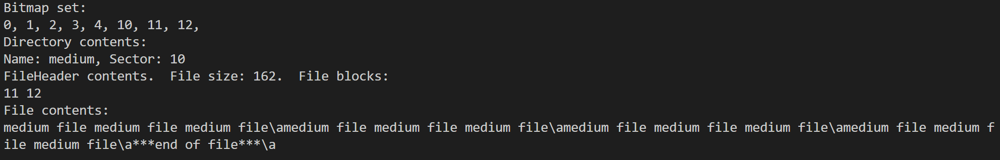 Bitmap set:
0, 1, 2, 3, 4, 10, 11, 12,
Directory contents:
Name: medium, Sector: 10
FileHeader contents.  File size: 162.  File blocks:
11 12
File contents:
medium file medium file medium file\amedium file medium file medium file\amedium file medium file medium file\amedium file medium f
ile medium file\a***end of file***\a